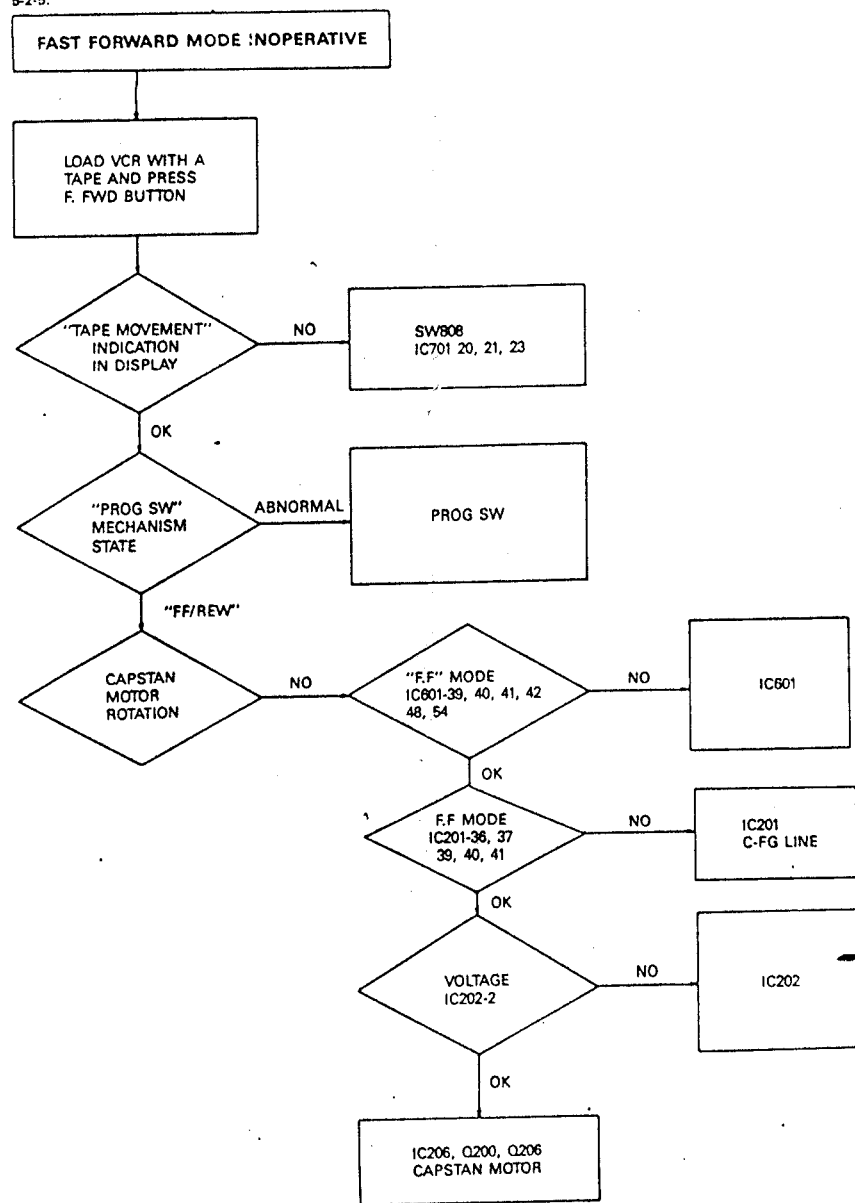 5-2-5.
FAST FORWARD MODE INOPERATIVE
LOAD VCR WITH A
TAPE AND PRESS
F. FWD BUTTON
"TAPE MOVEMENT"
INDICATION
IN DISPLAY
NO
SW808
IC701 20, 21, 23
OK
"PROG SW"
MECHANISM
STATE
ABNORMAL
PROG SW
"FF/REW"
CAPSTAN
MOTOR
ROTATION
NO
"F.F" MODE
IC601-39, 40, 41, 42
48, 54
NO
IC601
OK
F.F MODE
IC201-36, 37
39, 40, 41
NO
IC201
C-FG LINE
OK
VOLTAGE
IC202-2
NO
IC202
OK
IC206, Q200, Q206
CAPSTAN MOTOR